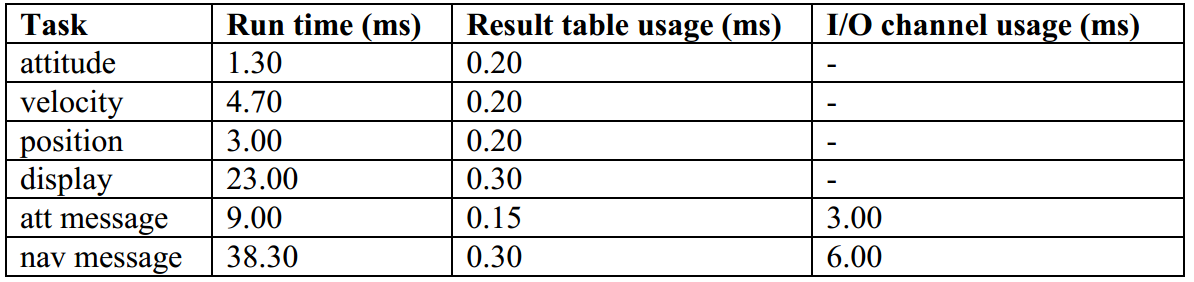 Task Run time (ms) Result table usage (ms) I/O channel usage (ms)
attitude 1.30 0.20 -
velocity 4.70 0.20 -
position 3.00 0.20 -
display 23.00 0.30 -
att message 9.00 0.15 3.00
nav message 38.30 0.30 6.00